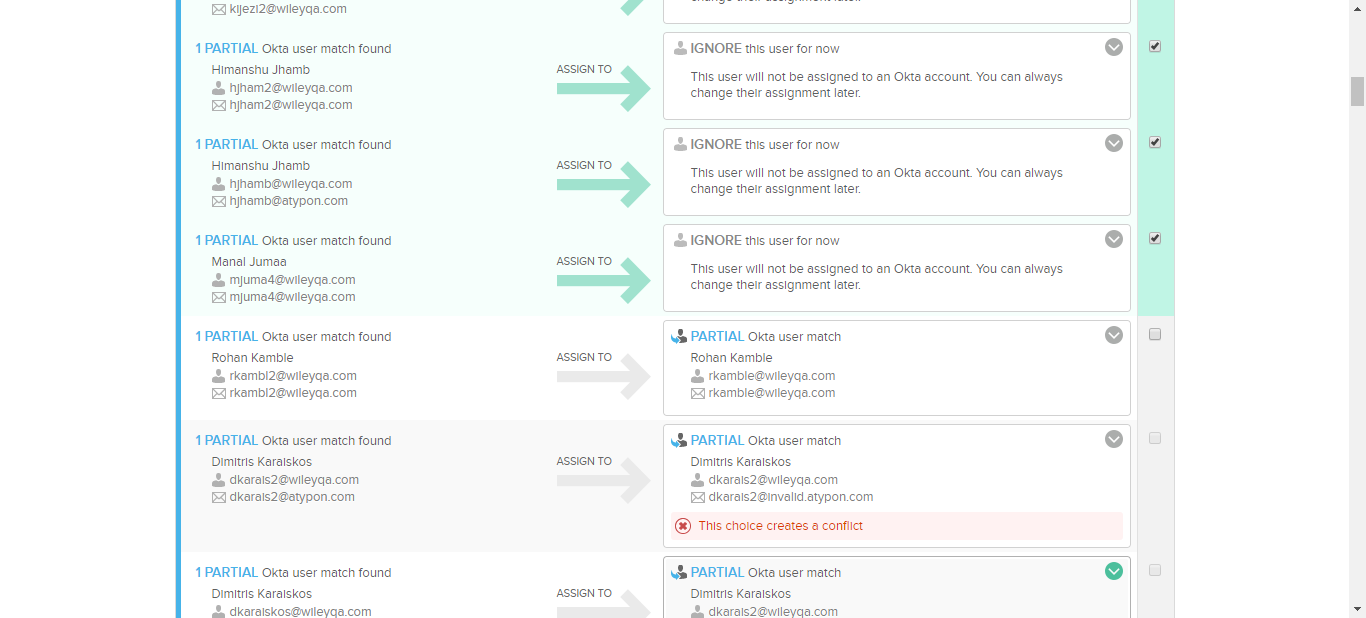 kijezi2@wileyqa.com
1 PARTIAL Okta user match found
Himanshu Jhamb
hjham2@wileyqa.com
hjham2@wileyqa.com
ASSIGN TO
IGNORE this user for now
This user will not be assigned to an Okta account. You can always
change their assignment later.
1 PARTIAL Okta user match found
Himanshu Jhamb
hjhamb@wileyqa.com
hjhamb@atypon.com
ASSIGN TO
IGNORE this user for now
This user will not be assigned to an Okta account. You can always
change their assignment later.
1 PARTIAL Okta user match found
Manal Jumaa
mjuma4@wileyqa.com
mjuma4@wileyqa.com
ASSIGN TO
IGNORE this user for now
This user will not be assigned to an Okta account. You can always
change their assignment later.
1 PARTIAL Okta user match found
Rohan Kamble
rkambl2@wileyqa.com
rkambl2@wileyqa.com
ASSIGN TO
PARTIAL Okta user match
Rohan Kamble
rkamble@wileyqa.com
rkamble@wileyqa.com
1 PARTIAL Okta user match found
Dimitris Karaiskos
dkarais2@wileyqa.com
dkarais2@atypon.com
ASSIGN TO
PARTIAL Okta user match
Dimitris Karaiskos
dkarais2@wileyqa.com
dkarais2@invalid.atypon.com
This choice creates a conflict
1 PARTIAL Okta user match found
Dimitris Karaiskos
dkaraiskos@wileyqa.com
ASSIGN TO
PARTIAL Okta user match
Dimitris Karaiskos
dkarais2@wileyqa.com